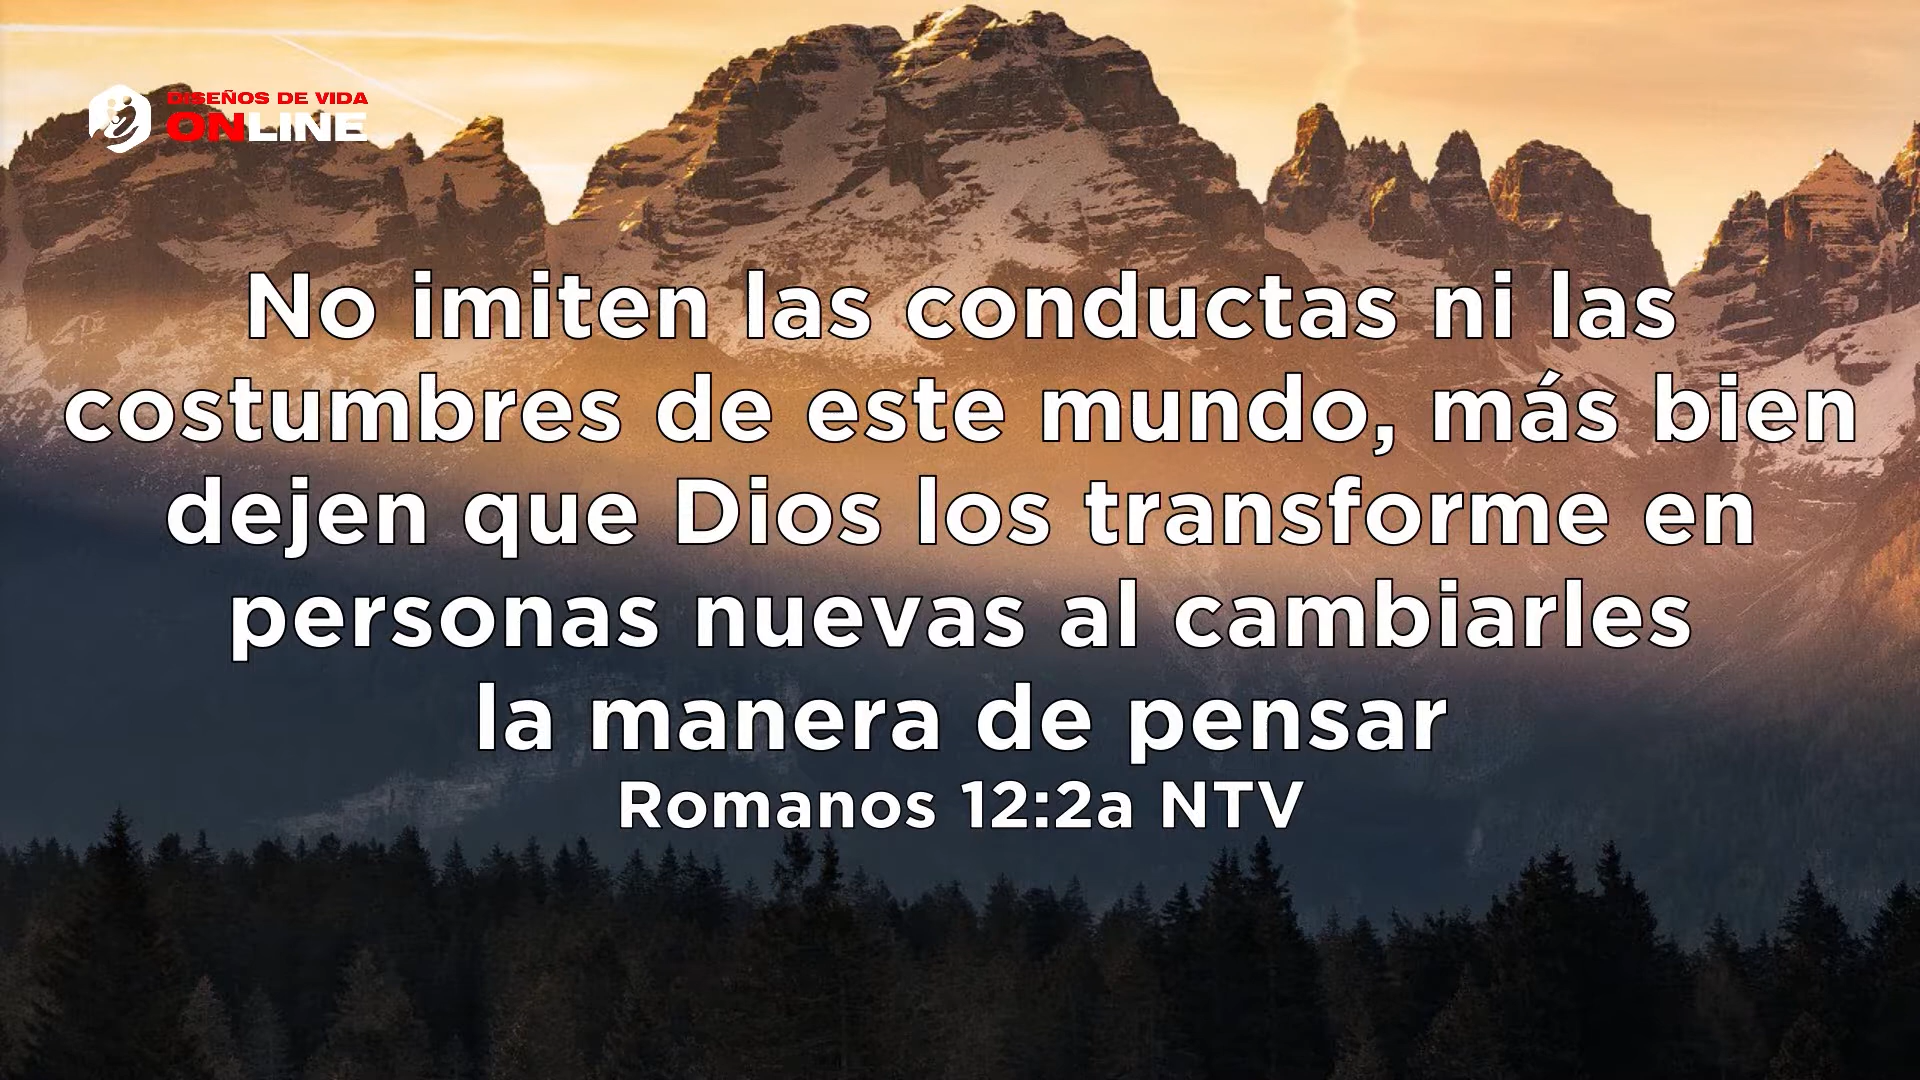 DISEÑOS DE VIDA
ONLINE
No imiten las conductas ni las
costumbres de este mundo, más bien
dejen que Dios los transforme en
personas nuevas al cambiarles
la manera de pensar
Romanos 12:2a NTV